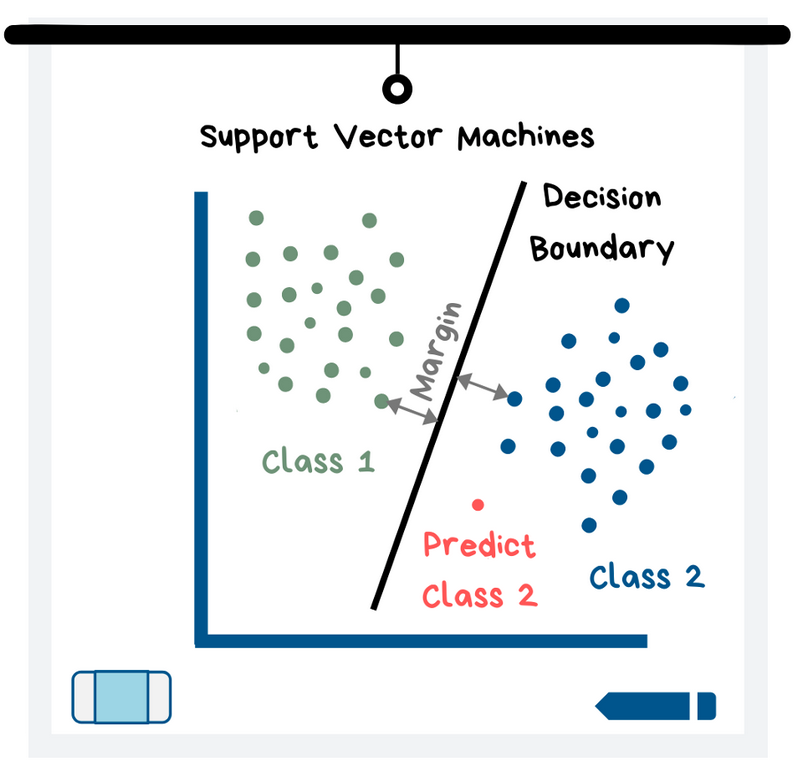 Support Vector Machines
Decision
Boundary
Margin
Class 1
Predict
Class 2
Class 2